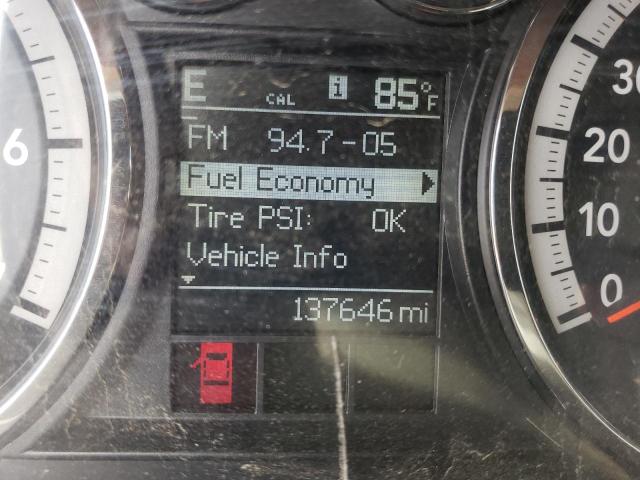 E CAL i 85°F
FM 94.7-05
Fuel Economy
Tire PSI: OK
Vehicle Info
137646 mi
6
30
20
10
0